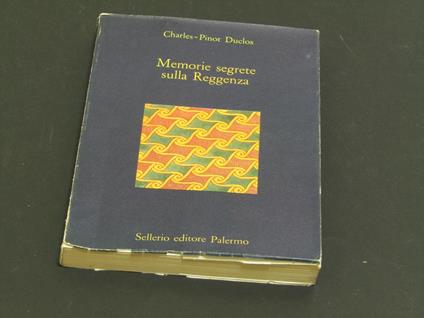 Charles-Pinot Duclos
Memorie segrete
sulla Reggenza
Sellerio editore Palermo